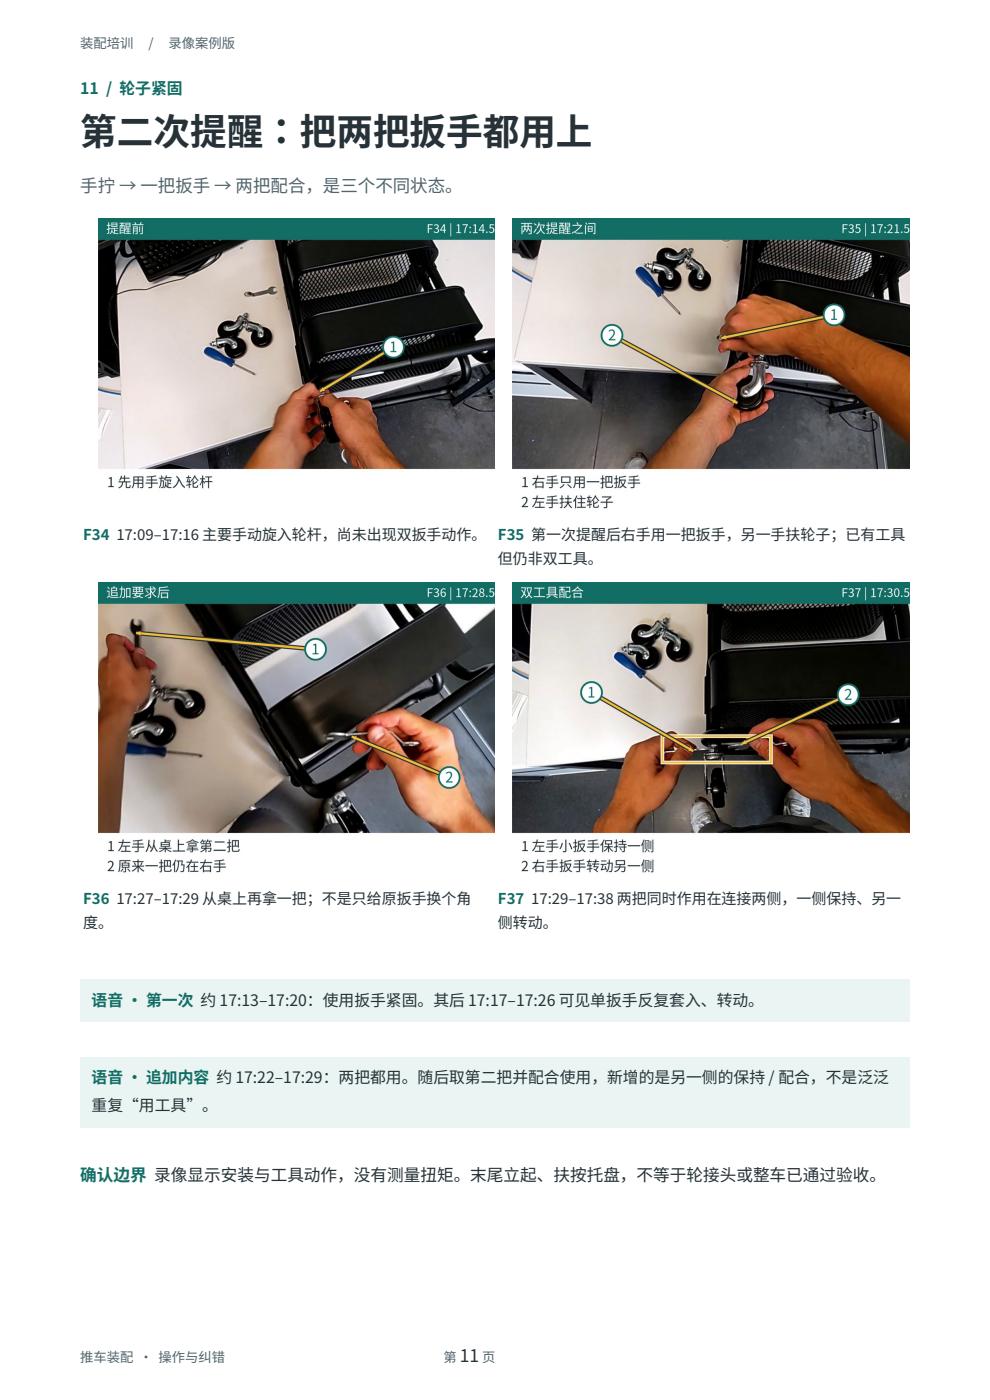 装配培训 / 录像案例版
11 / 轮子紧固
第二次提醒：把两把扳手都用上
手拧 → 一把扳手 → 两把配合，是三个不同状态。
提醒前 F34 | 17:14.5
1
1 先用手旋入轮杆
F34 17:09–17:16 主要手动旋入轮杆，尚未出现双扳手动作。
两次提醒之间 F35 | 17:21.5
1
2
1 右手只用一把扳手
2 左手扶住轮子
F35 第一次提醒后右手用一把扳手，另一手扶轮子；已有工具
但仍非双工具。
追加要求后 F36 | 17:28.5
1
2
1 左手从桌上拿第二把
2 原来一把仍在右手
F36 17:27–17:29 从桌上再拿一把；不是只给原扳手换个角
度。
双工具配合 F37 | 17:30.5
1
2
1 左手小扳手保持一侧
2 右手扳手转动另一侧
F37 17:29–17:38 两把同时作用在连接两侧，一侧保持、另一
侧转动。
语音 · 第一次 约 17:13–17:20：使用扳手紧固。其后 17:17–17:26 可见单扳手反复套入、转动。
语音 · 追加内容 约 17:22–17:29：两把都用。随后取第二把并配合使用，新增的是另一侧的保持 / 配合，不是泛泛
重复“用工具”。
确认边界 录像显示安装与工具动作，没有测量扭矩。末尾立起、扶按托盘，不等于轮接头或整车已通过验收。
推车装配 · 操作与纠错 第 11 页